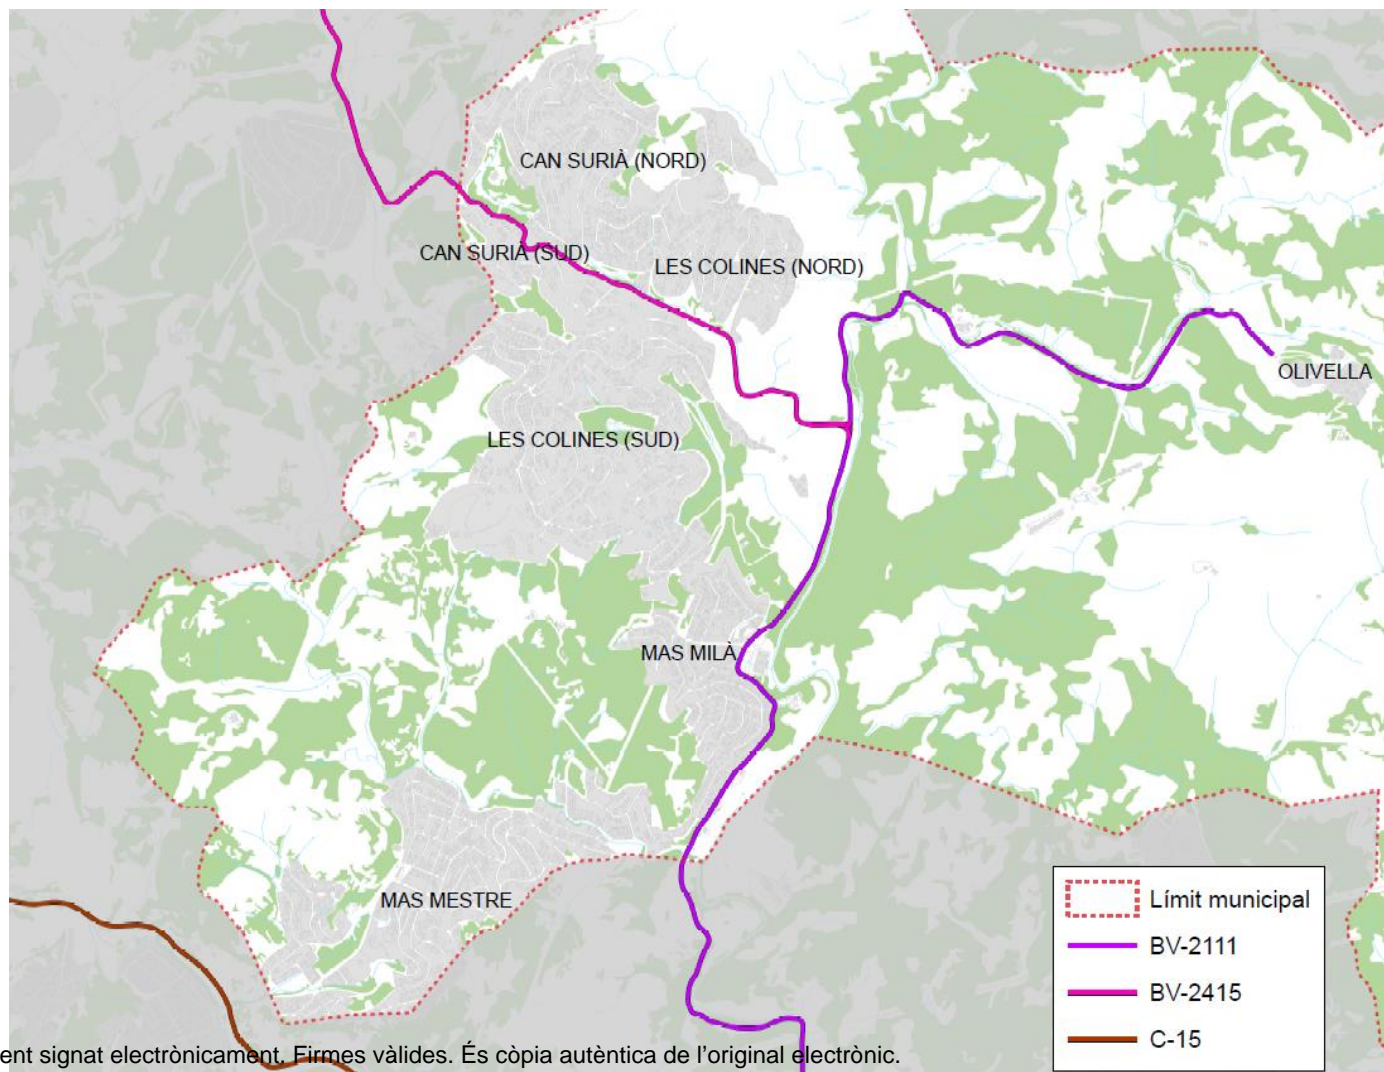 CAN SURIÀ (NORD)
CAN SURIÀ (SUD)
LES COLINES (NORD)
OLIVELLA
LES COLINES (SUD)
MAS MILÀ
MAS MESTRE
Límit municipal
BV-2111
BV-2415
C-15
ent signat electrònicament. Firmes vàlides. És còpia autèntica de l'original electrònic.